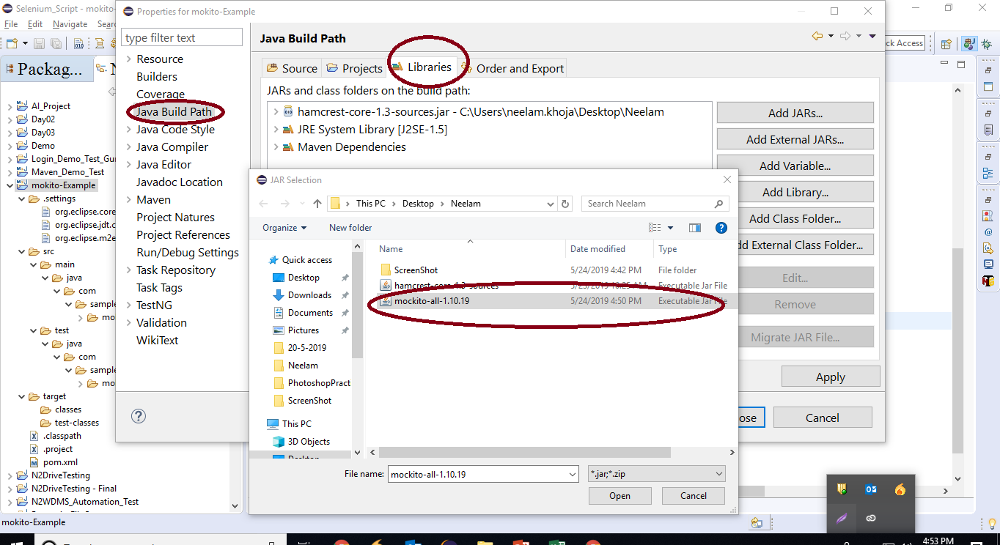 Selenium_Script - mokito-
File Edit Navigate Searc
ck Access
Packag...
AI_Project
Day02
Day03
Demo
Login_Demo_Test_Gu
Maven_Demo_Test
mokito-Example
.settings
org.eclipse.core
org.eclipse.jdt.c
org.eclipse.m2e
src
main
java
com
sample
mo
test
java
com
sample
mo
target
classes
test-classes
.classpath
.project
pom.xml
N2DriveTesting
N2DriveTesting - Final
N2WDMS_Automation_Test
mokito-Example
Properties for mokito-Example
type filter text
Resource
Builders
Coverage
Java Build Path
Java Code Style
Java Compiler
Java Editor
Javadoc Location
Maven
Project Natures
Project References
Run/Debug Settings
Task Repository
Task Tags
TestNG
Validation
WikiText
Java Build Path
Source Projects Libraries Order and Export
JARs and class folders on the build path:
hamcrest-core-1.3-sources.jar - C:\Users\neelam.khoja\Desktop\Neelam
JRE System Library [J2SE-1.5]
Maven Dependencies
Add JARs...
Add External JARs...
Add Variable...
Add Library...
Add Class Folder...
dd External Class Folder...
Edit...
Remove
Migrate JAR File...
Apply
ose Cancel
JAR Selection
This PC > Desktop > Neelam
Search Neelam
Organize New folder
Quick access
Desktop
Downloads
Documents
Pictures
20-5-2019
Neelam
PhotoshopPract
ScreenShot
This PC
3D Objects
Desktop
Name Date modified Type
ScreenShot 5/24/2019 4:42 PM File folder
hamcrest-core-1.3-sources 5/23/2019 10:25 AM Executable Jar File
mockito-all-1.10.19 5/24/2019 4:50 PM Executable Jar File
File name: mockito-all-1.10.19 *.jar;*.zip
Open Cancel
4:53 PM